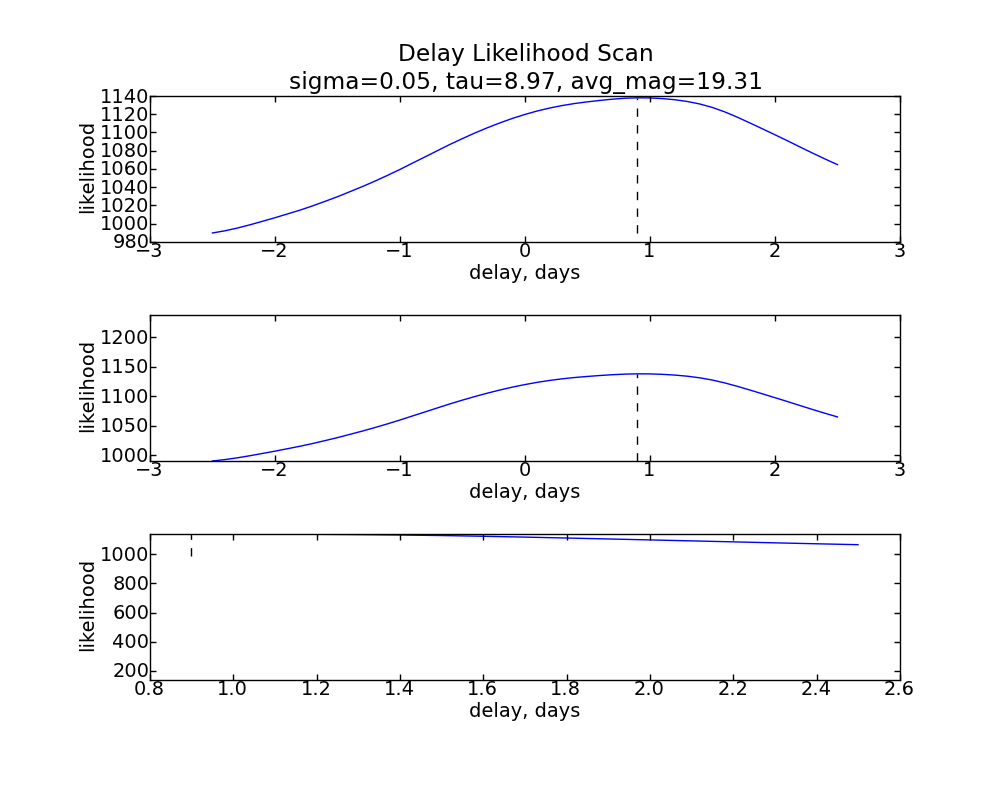 Delay Likelihood Scan
sigma=0.05, tau=8.97, avg_mag=19.31
1140
1120
1100
1080
1060
1040
1020
1000
980
likelihood
−3 −2 −1 0 1 2 3
delay, days
1200
1150
1100
1050
1000
likelihood
−3 −2 −1 0 1 2 3
delay, days
1000
800
600
400
200
likelihood
0.8 1.0 1.2 1.4 1.6 1.8 2.0 2.2 2.4 2.6
delay, days